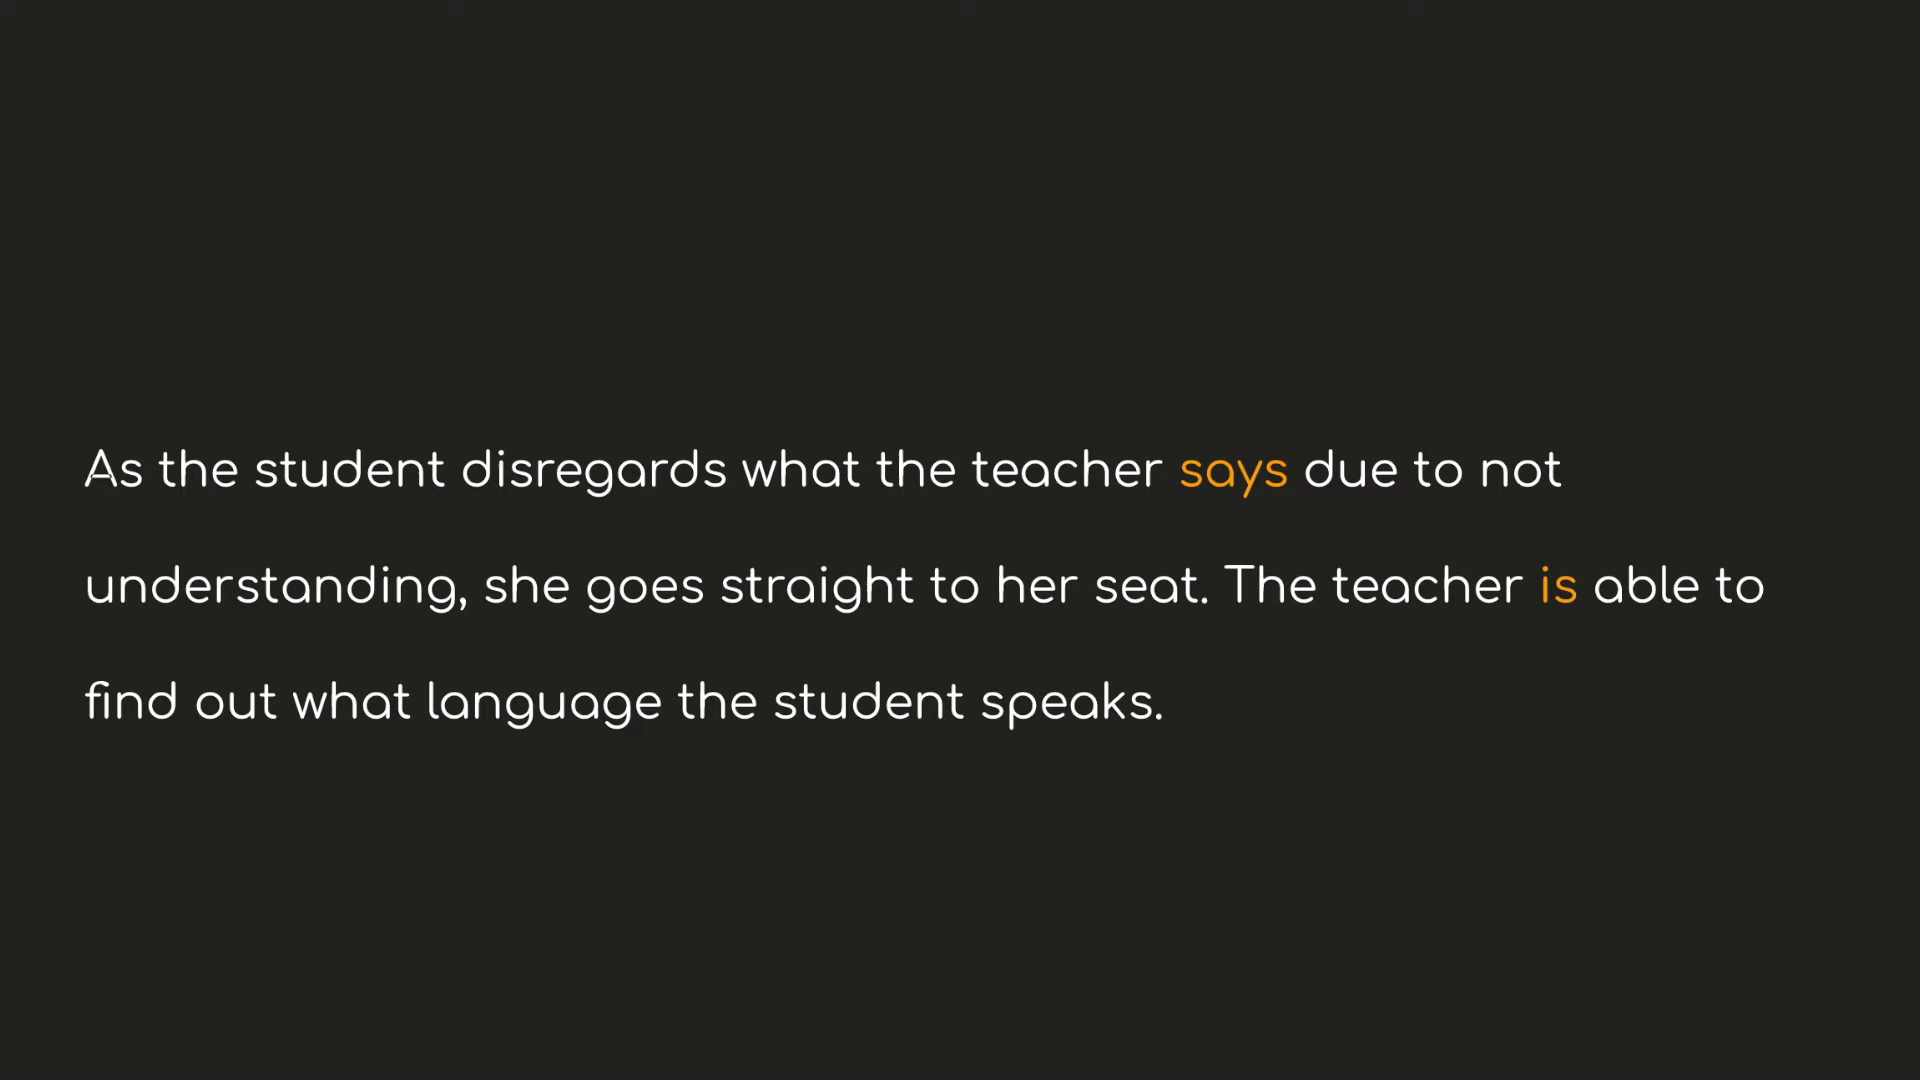 As the student disregards what the teacher says due to not
understanding, she goes straight to her seat. The teacher is able to
find out what language the student speaks.